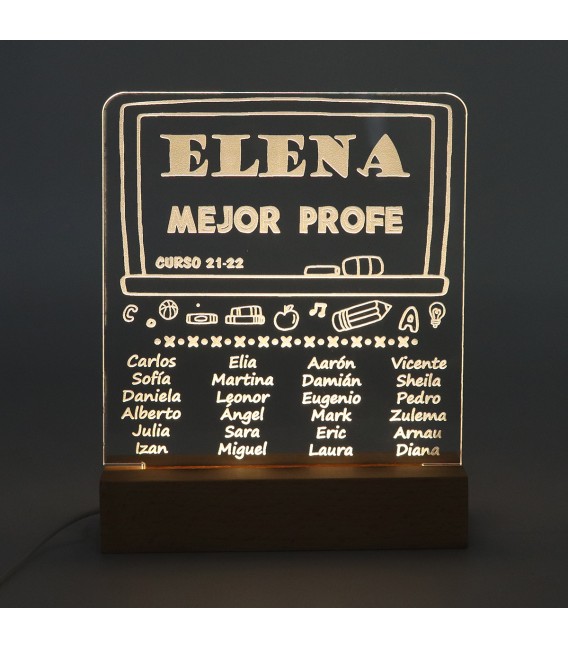 ELENA
MEJOR PROFE
CURSO 21-22
C
A
Carlos Elia Aarón Vicente
Sofía Martina Damián Sheila
Daniela Leonor Eugenio Pedro
Alberto Ángel Mark Zulema
Julia Sara Eric Arnau
Izan Miguel Laura Diana